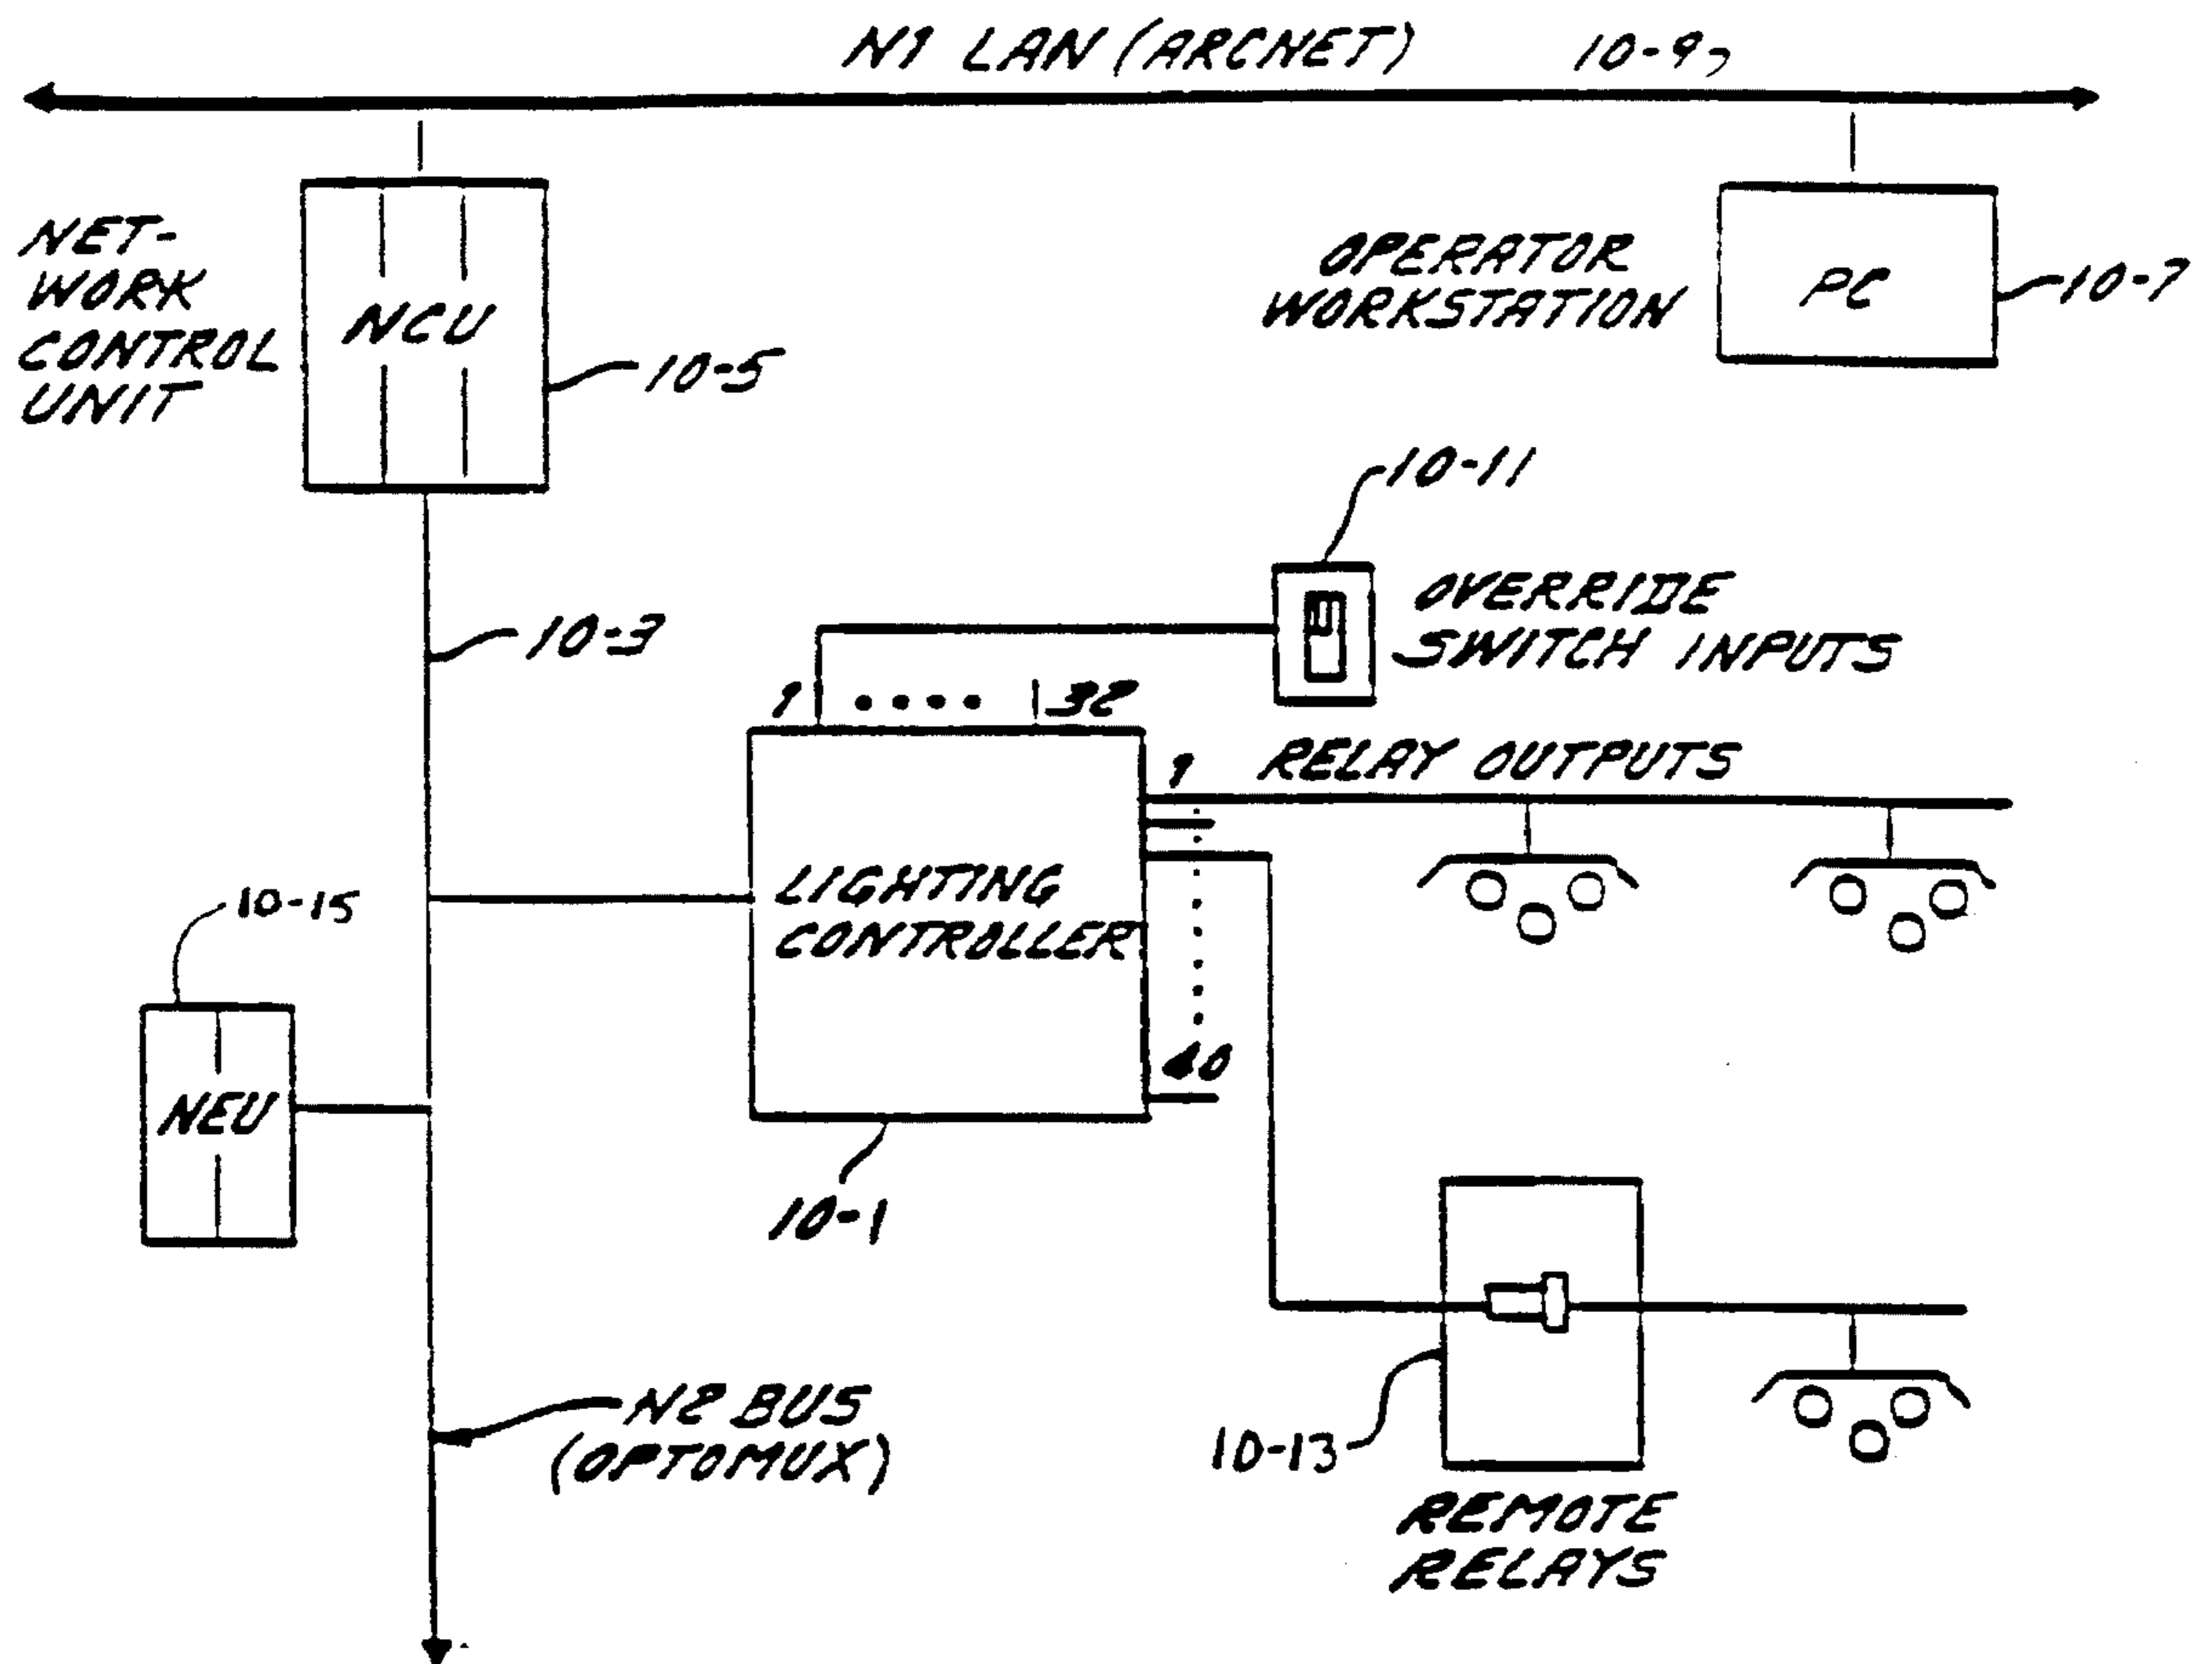 N1 LAN (ARCNET) 10-9
NET-
WORK
CONTROL
UNIT
NCU
10-5
OPERATOR
WORKSTATION
PC
10-7
10-11
10-3
OVERRIDE
SWITCH INPUTS
1 .... 32
1 RELAY OUTPUTS
10-15
LIGHTING
CONTROLLER
40
NEU
10-1
N2 BUS
(OPTOMUX)
10-13
REMOTE
RELAYS